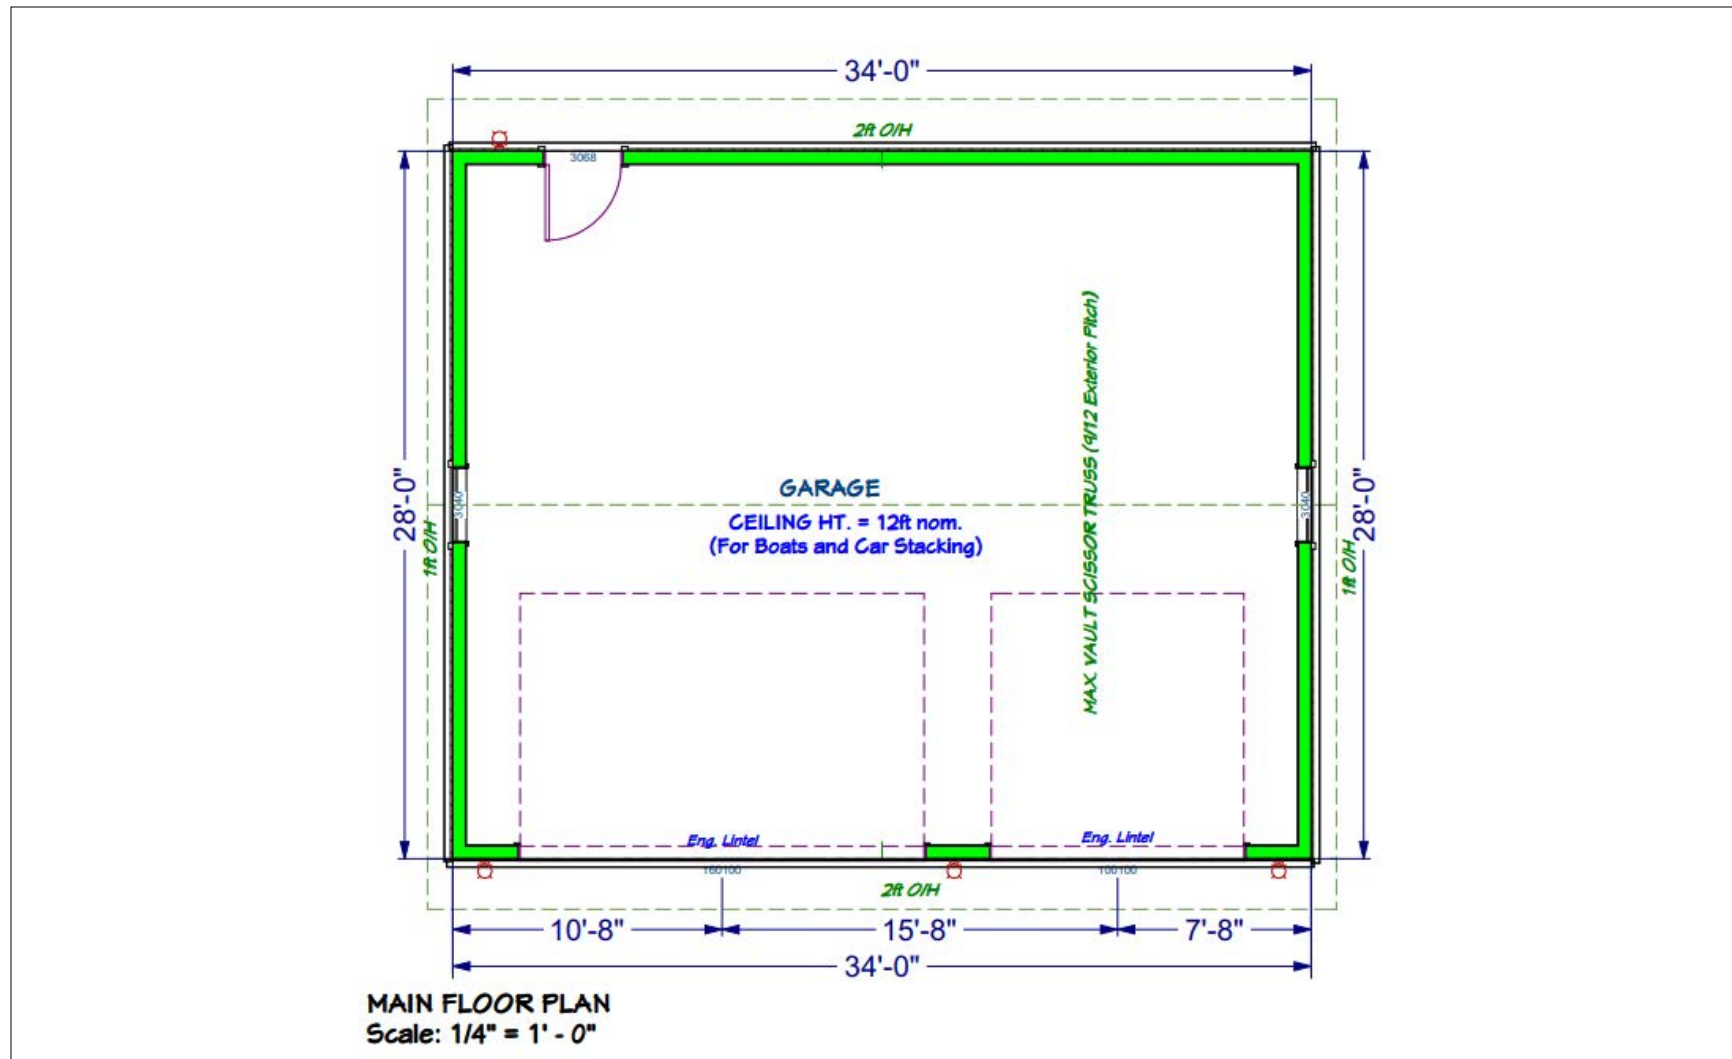 34'-0"
2ft O/H
3068
MAX. VAULT SCISSOR TRUSS (9/12 Exterior Pitch)
28'-0"
28'-0"
3040
3040
GARAGE
CEILING HT. = 12ft nom.
(For Boats and Car Stacking)
1ft O/H
1ft O/H
Eng. Lintel
Eng. Lintel
160100
100100
2ft O/H
10'-8"
15'-8"
7'-8"
34'-0"
MAIN FLOOR PLAN
Scale: 1/4" = 1' - 0"